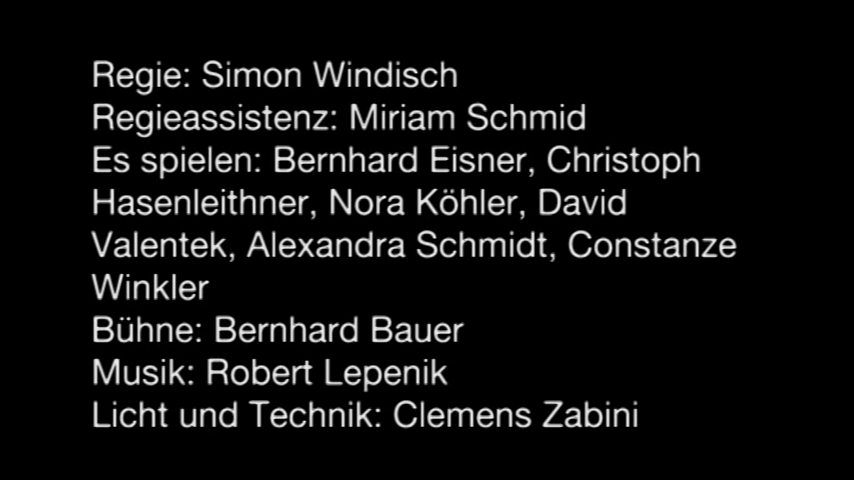 Regie: Simon Windisch
Regieassistenz: Miriam Schmid
Es spielen: Bernhard Eisner, Christoph
Hasenleithner, Nora Köhler, David
Valentek, Alexandra Schmidt, Constanze
Winkler
Bühne: Bernhard Bauer
Musik: Robert Lepenik
Licht und Technik: Clemens Zabini